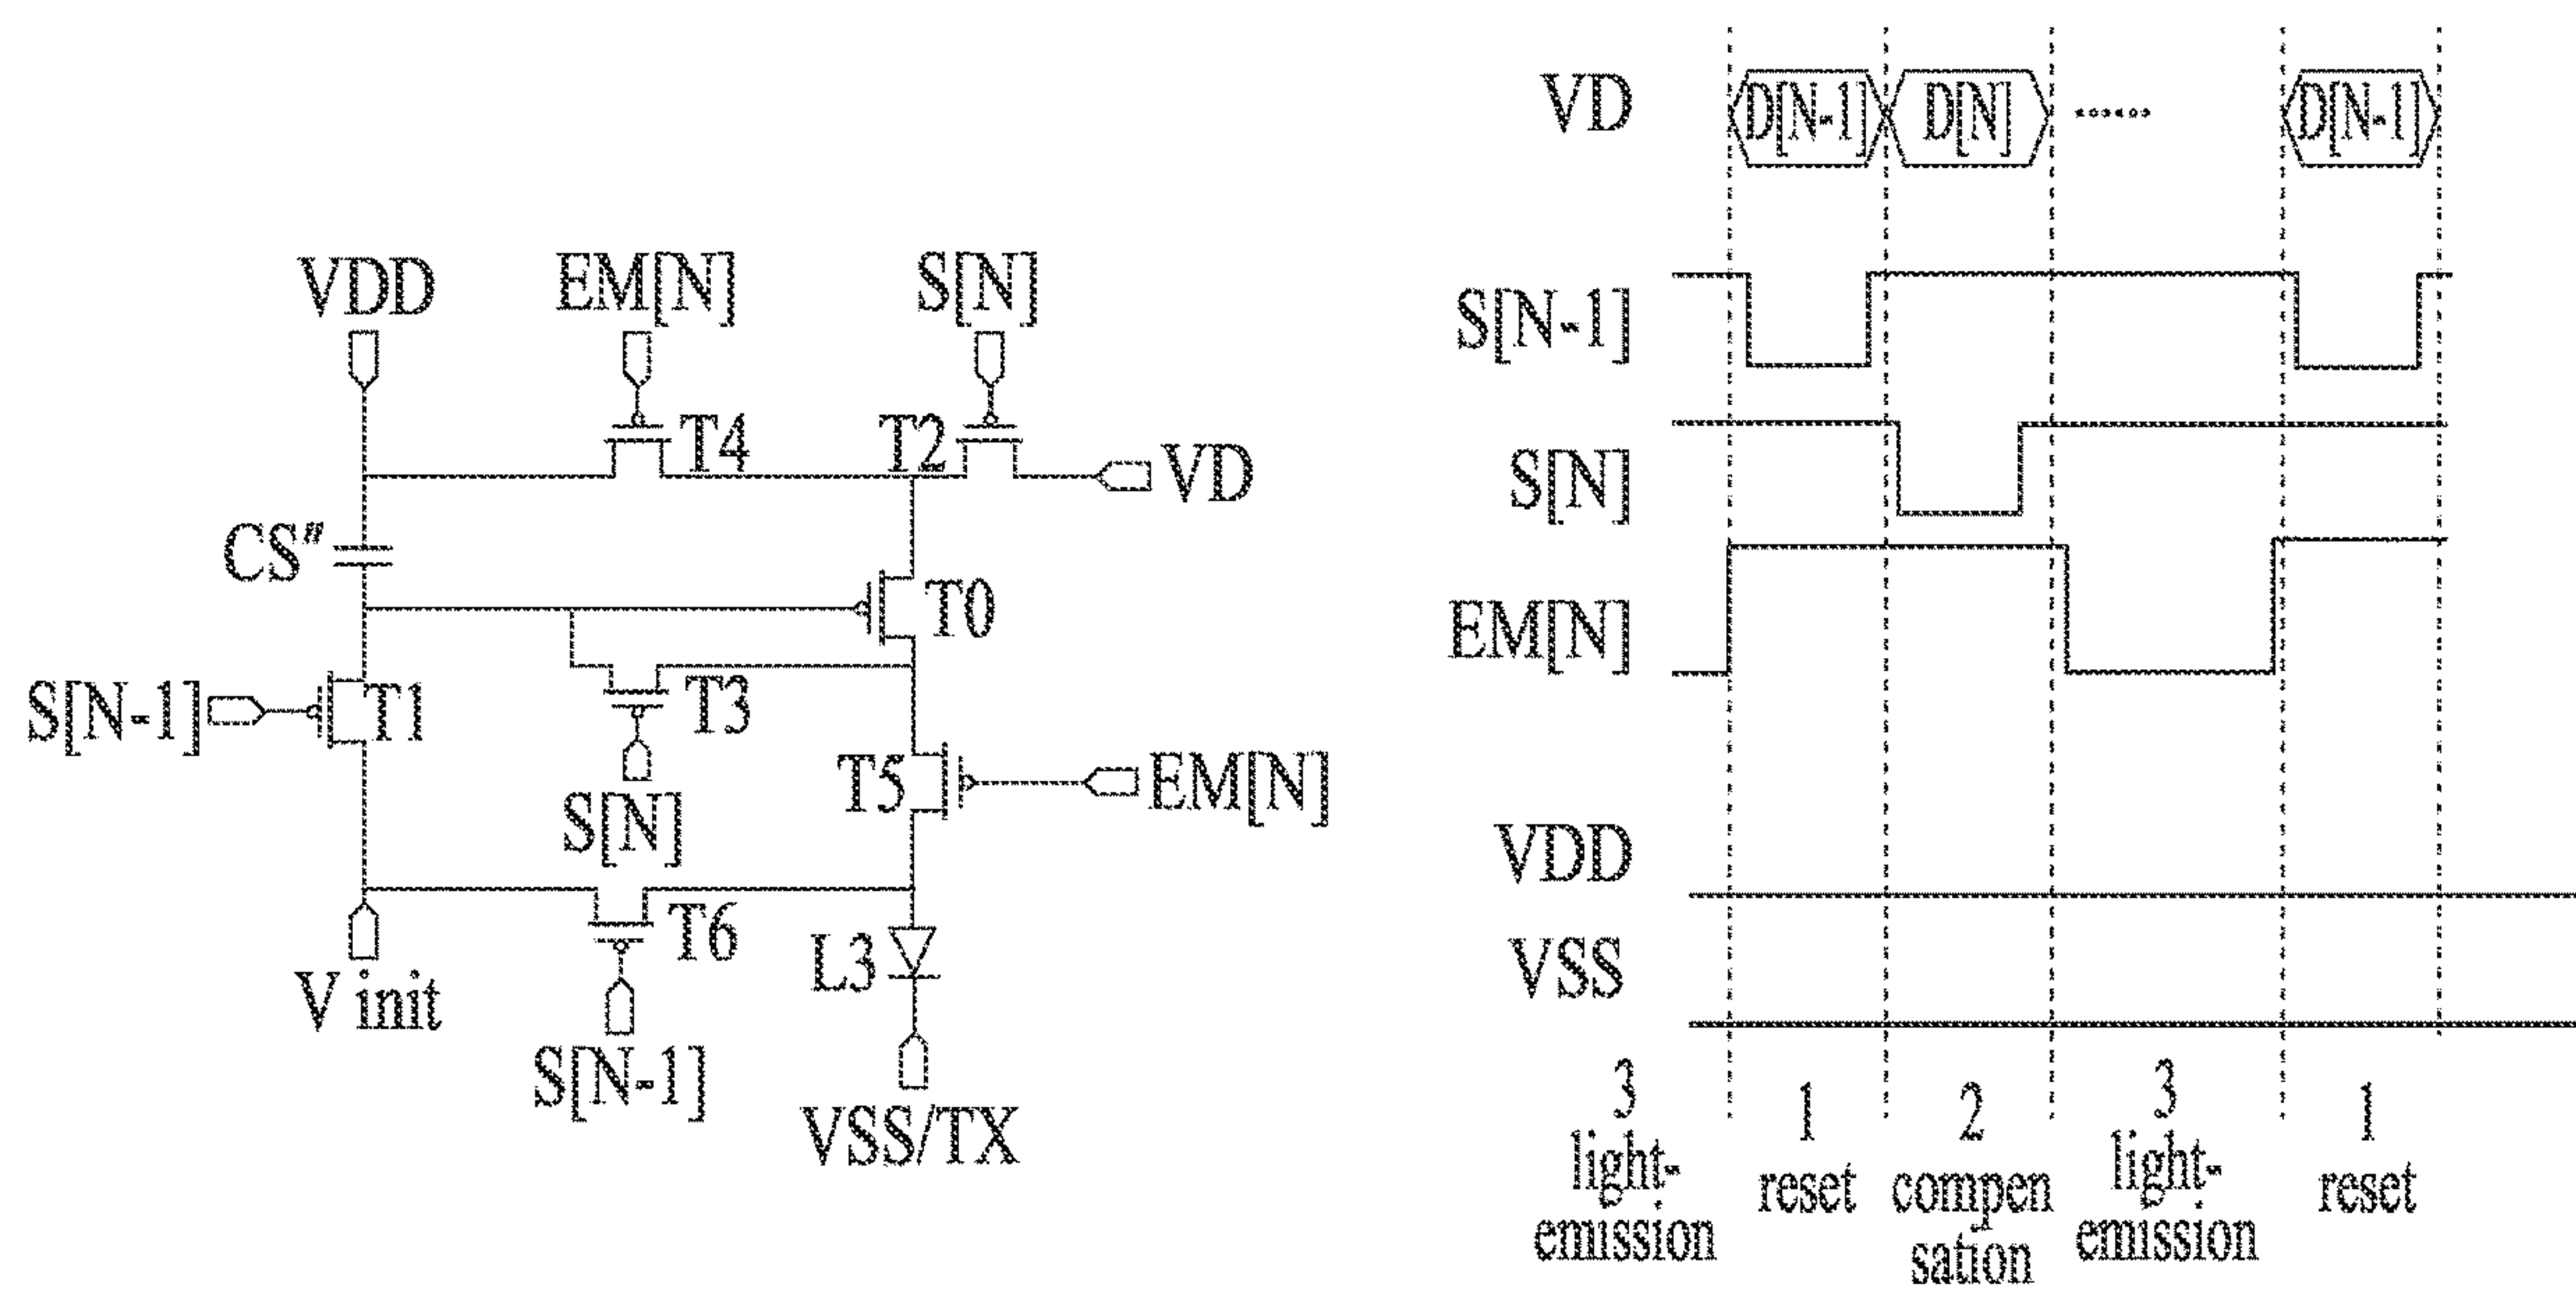 VDD
EM[N]
S[N]
T4
T2
VD
CS"
T0
S[N-1]
T1
T3
S[N]
T5
EM[N]
T6
L3
V init
S[N-1]
VSS/TX
VD
D[N-1]
D[N]
......
D[N-1]
S[N-1]
S[N]
EM[N]
VDD
VSS
3
light-
emission
1
reset
2
compen
sation
3
light-
emission
1
reset